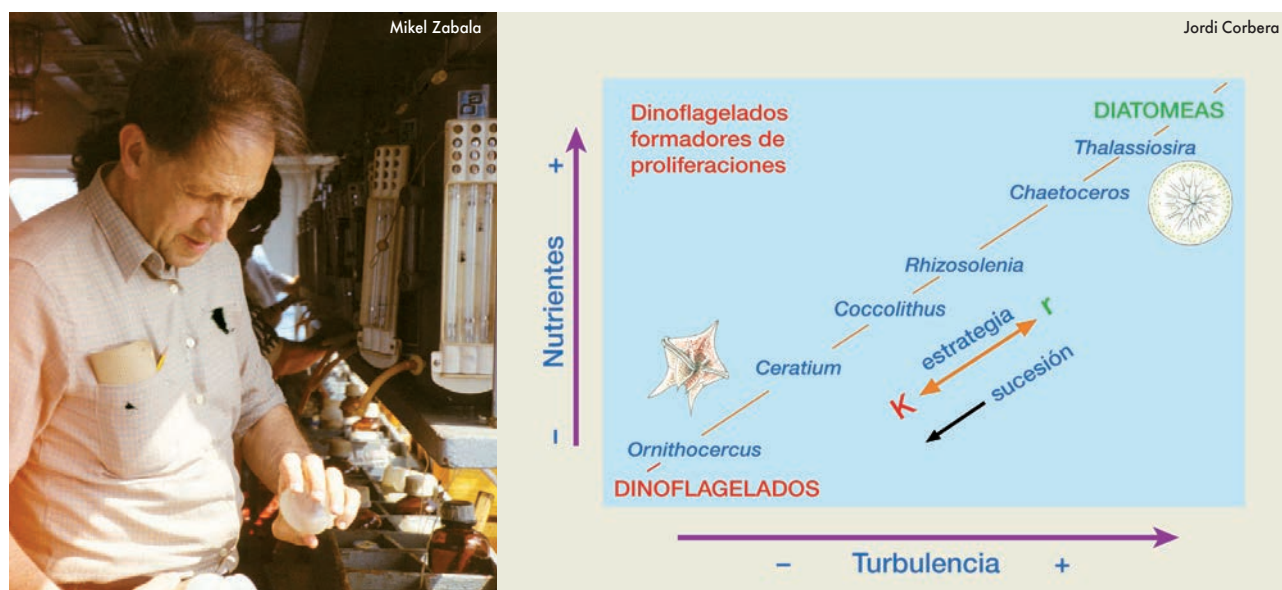 Mikel Zabala
Jordi Corbera
Dinoflagelados
formadores de
proliferaciones
DIATOMEAS
Thalassiosira
Chaetoceros
Rhizosolenia
Coccolithus
Ceratium
Ornithocercus
DINOFLAGELADOS
estrategia
r
K
sucesión
+
Nutrientes
–
– Turbulencia +